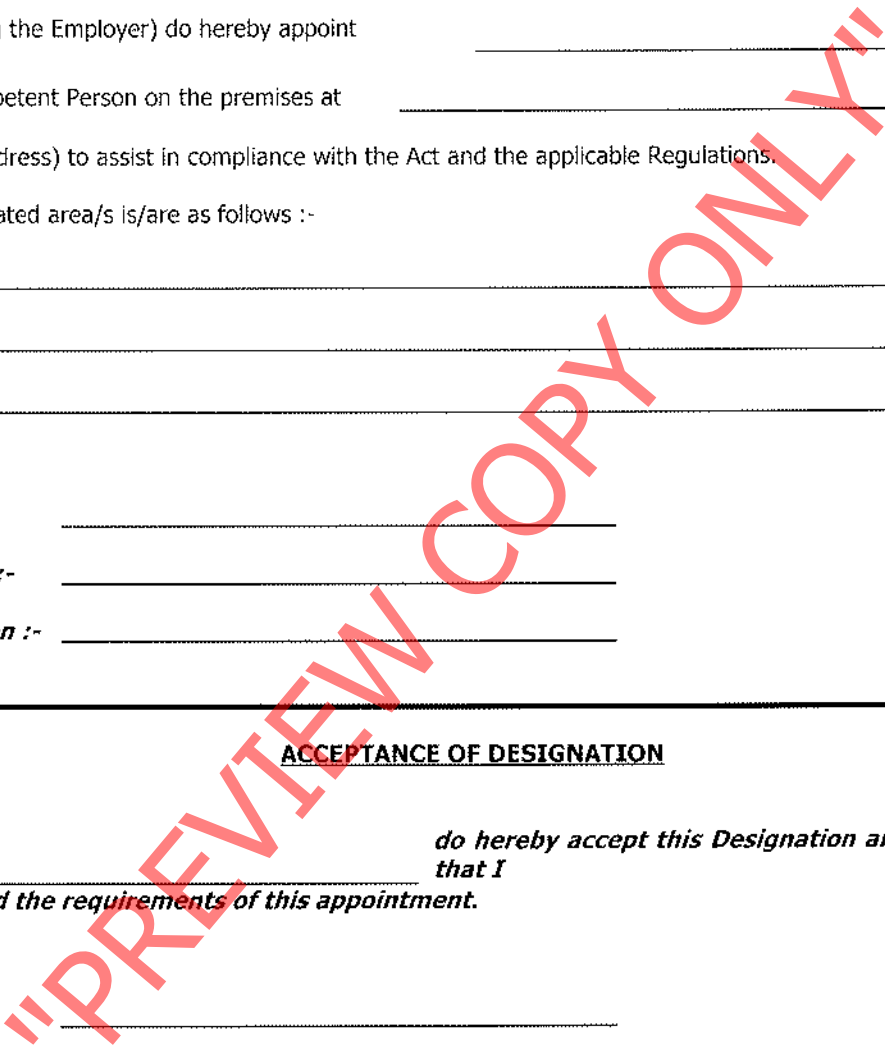 the Employer) do hereby appoint
petent Person on the premises at
dress) to assist in compliance with the Act and the applicable Regulations.
ated area/s is/are as follows :-
:-
n :-
ACCEPTANCE OF DESIGNATION
do hereby accept this Designation a
that I
d the requirements of this appointment.
"PREVIEW COPY ONLY"